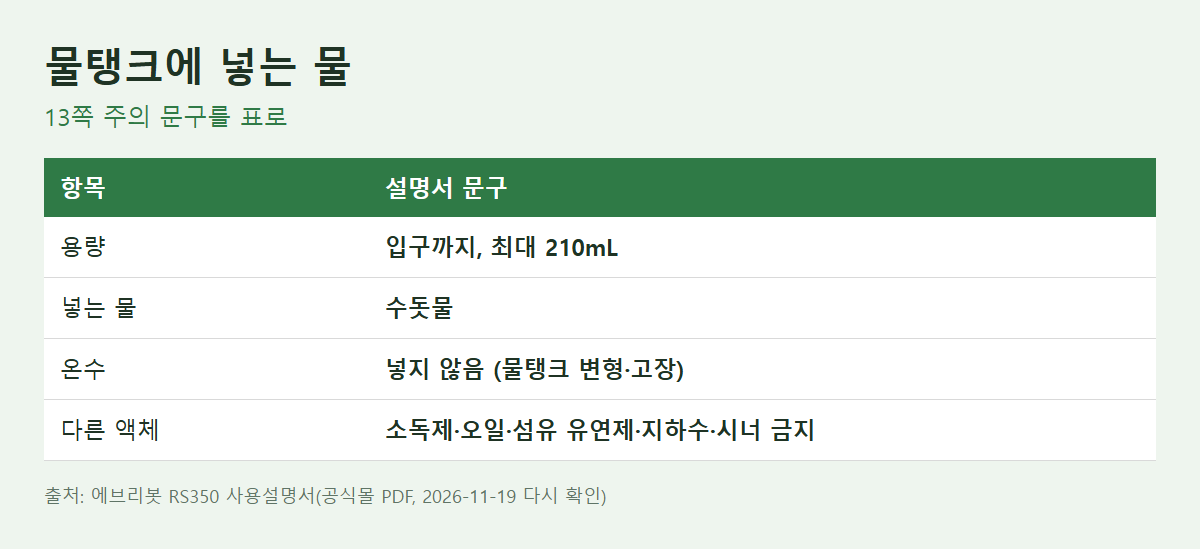 물탱크에 넣는 물
13쪽 주의 문구를 표로
항목 설명서 문구
용량 입구까지, 최대 210mL
넣는 물 수돗물
온수 넣지 않음 (물탱크 변형·고장)
다른 액체 소독제·오일·섬유 유연제·지하수·시너 금지
출처: 에브리봇 RS350 사용설명서(공식몰 PDF, 2026-11-19 다시 확인)